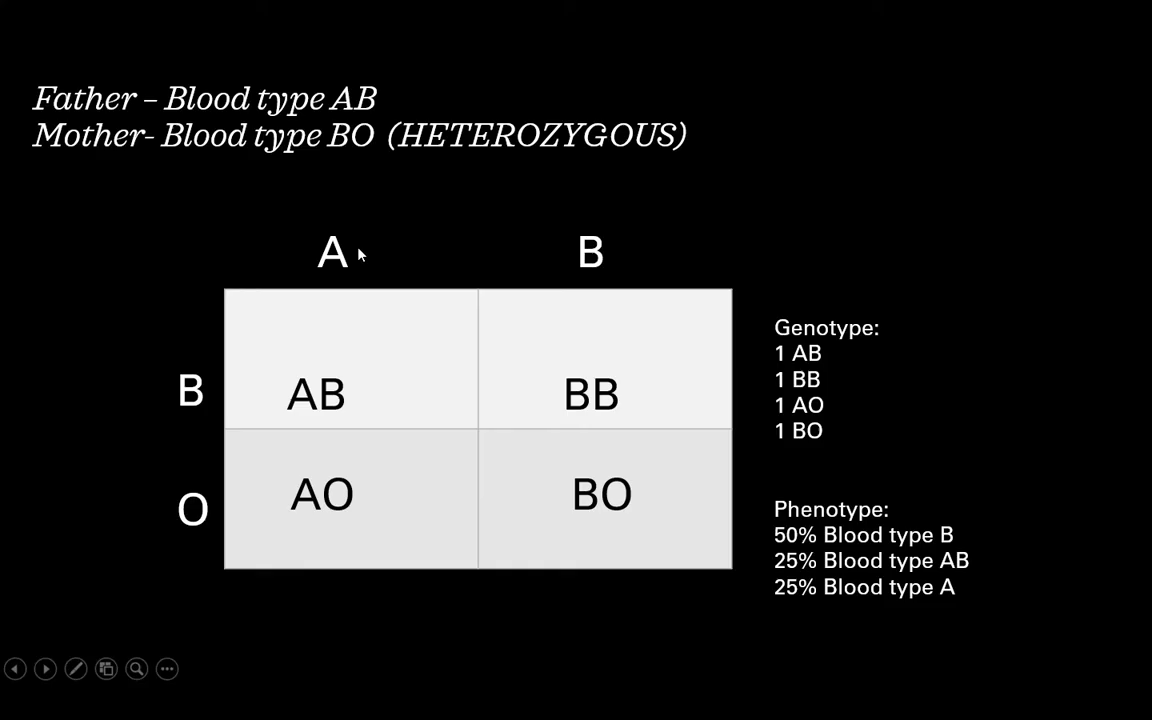 Father – Blood type AB
Mother- Blood type BO (HETEROZYGOUS)
A B
B AB BB
O AO BO
Genotype:
1 AB
1 BB
1 AO
1 BO
Phenotype:
50% Blood type B
25% Blood type AB
25% Blood type A